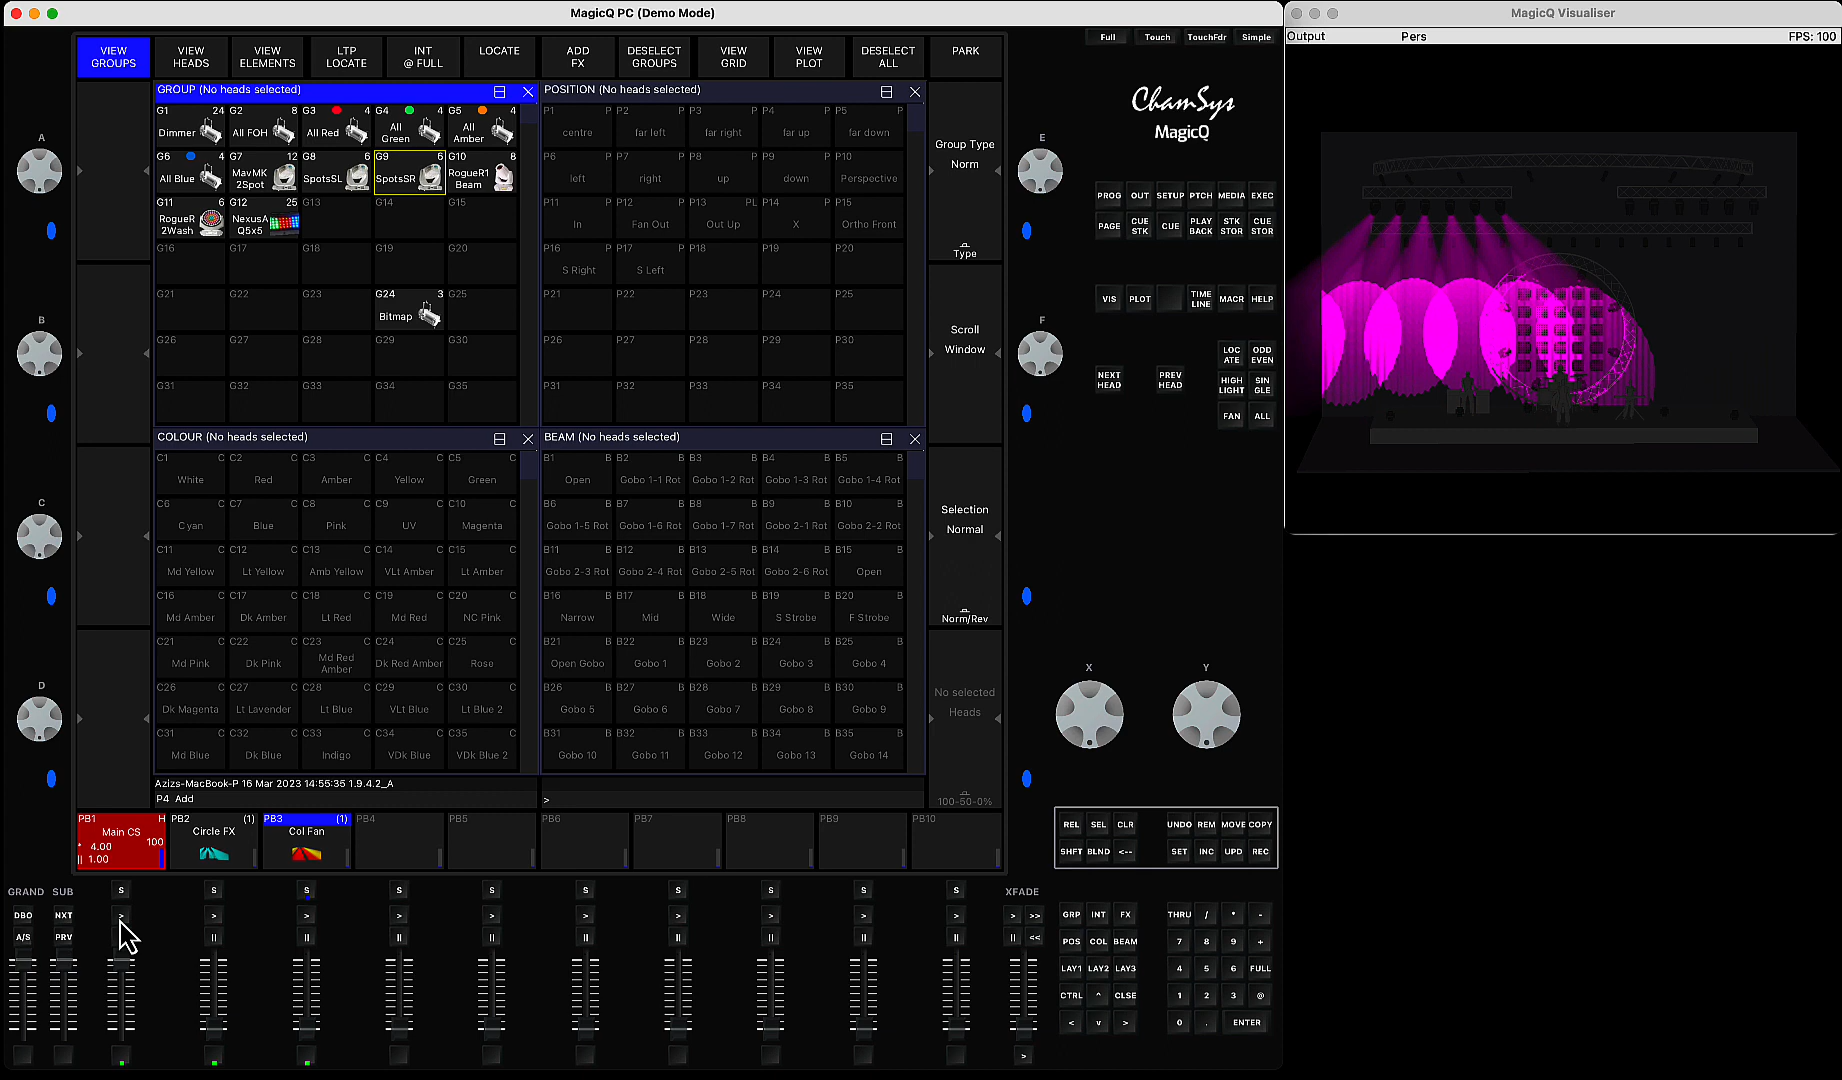 MagicQ PC (Demo Mode)
MagicQ Visualiser
Full Touch TouchFdr Simple
Output Pers FPS: 100
VIEW GROUPS
VIEW HEADS
VIEW ELEMENTS
LTP LOCATE
INT @ FULL
LOCATE
ADD FX
DESELECT GROUPS
VIEW GRID
VIEW PLOT
DESELECT ALL
PARK
GROUP (No heads selected)
G1 24 G2 8 G3 4 G4 4 G5 4
Dimmer All FOH All Red All Green All Amber
G6 4 G7 12 G8 6 G9 6 G10 8
All Blue MavMK 2Spot SpotsSL SpotsSR RogueR1 Beam
G11 6 G12 25 G13 G14 G15
RogueR 2Wash NexusA Q5x5
G16 G17 G18 G19 G20
G21 G22 G23 G24 3 G25
Bitmap
G26 G27 G28 G29 G30
G31 G32 G33 G34 G35
POSITION (No heads selected)
P1 P P2 P P3 P P4 P P5 P
centre far left far right far up far down
P6 P P7 P P8 P P9 P P10 P
left right up down Perspective
P11 P P12 P P13 PL P14 P P15 P
In Fan Out Out Up X Ortho Front
P16 P P17 P P18 P19 P20
S Right S Left
P21 P22 P23 P24 P25
P26 P27 P28 P29 P30
P31 P32 P33 P34 P35
COLOUR (No heads selected)
C1 C C2 C C3 C C4 C C5 C
White Red Amber Yellow Green
C6 C C7 C C8 C C9 C C10 C
Cyan Blue Pink UV Magenta
C11 C C12 C C13 C C14 C C15 C
Md Yellow Lt Yellow Amb Yellow VLt Amber Lt Amber
C16 C C17 C C18 C C19 C C20 C
Md Amber Dk Amber Lt Red Md Red NC Pink
C21 C C22 C C23 C C24 C C25 C
Md Pink Dk Pink Md Red Amber Dk Red Amber Rose
C26 C C27 C C28 C C29 C C30 C
Dk Magenta Lt Lavender Lt Blue VLt Blue Lt Blue 2
C31 C C32 C C33 C C34 C C35 C
Md Blue Dk Blue Indigo VDk Blue VDk Blue 2
BEAM (No heads selected)
B1 B B2 B B3 B B4 B B5 B
Open Gobo 1-1 Rot Gobo 1-2 Rot Gobo 1-3 Rot Gobo 1-4 Rot
B6 B B7 B B8 B B9 B B10 B
Gobo 1-5 Rot Gobo 1-6 Rot Gobo 1-7 Rot Gobo 2-1 Rot Gobo 2-2 Rot
B11 B B12 B B13 B B14 B B15 B
Gobo 2-3 Rot Gobo 2-4 Rot Gobo 2-5 Rot Gobo 2-6 Rot Open
B16 B B17 B B18 B B19 B B20 B
Narrow Mid Wide S Strobe F Strobe
B21 B B22 B B23 B B24 B B25 B
Open Gobo Gobo 1 Gobo 2 Gobo 3 Gobo 4
B26 B B27 B B28 B B29 B B30 B
Gobo 5 Gobo 6 Gobo 7 Gobo 8 Gobo 9
B31 B B32 B B33 B B34 B B35 B
Gobo 10 Gobo 11 Gobo 12 Gobo 13 Gobo 14
Group Type
Norm
Type
Scroll
Window
Selection
Normal
Norm/Rev
No selected
Heads
100-50-0%
Azizs-MacBook-P 16 Mar 2023 14:55:35 1.9.4.2_A
P4 Add
>
PB1 H PB2 (1) PB3 (1) PB4 PB5 PB6 PB7 PB8 PB9 PB10
Main CS Circle FX Col Fan
4.00 100
1.00
A
B
C
D
E
F
ChamSys
MagicQ
PROG OUT SETUP PTCH MEDIA EXEC
PAGE CUE STK CUE PLAY BACK STK STOR CUE STOR
VIS PLOT TIME LINE MACR HELP
NEXT HEAD PREV HEAD
LOC ATE ODD EVEN
HIGH LIGHT SIN GLE
FAN ALL
X Y
REL SEL CLR UNDO REM MOVE COPY
SHFT BLND <-- SET INC UPD REC
GRAND SUB S S S S S S S S S S XFADE
DBO NXT > > > > > > > > > > > >>
A/S PRV || || || || || || || || || || <<
>
GRP INT FX THRU / * -
POS COL BEAM 7 8 9 +
LAY1 LAY2 LAY3 4 5 6 FULL
CTRL ^ CLSE 1 2 3 @
< v > 0 . ENTER